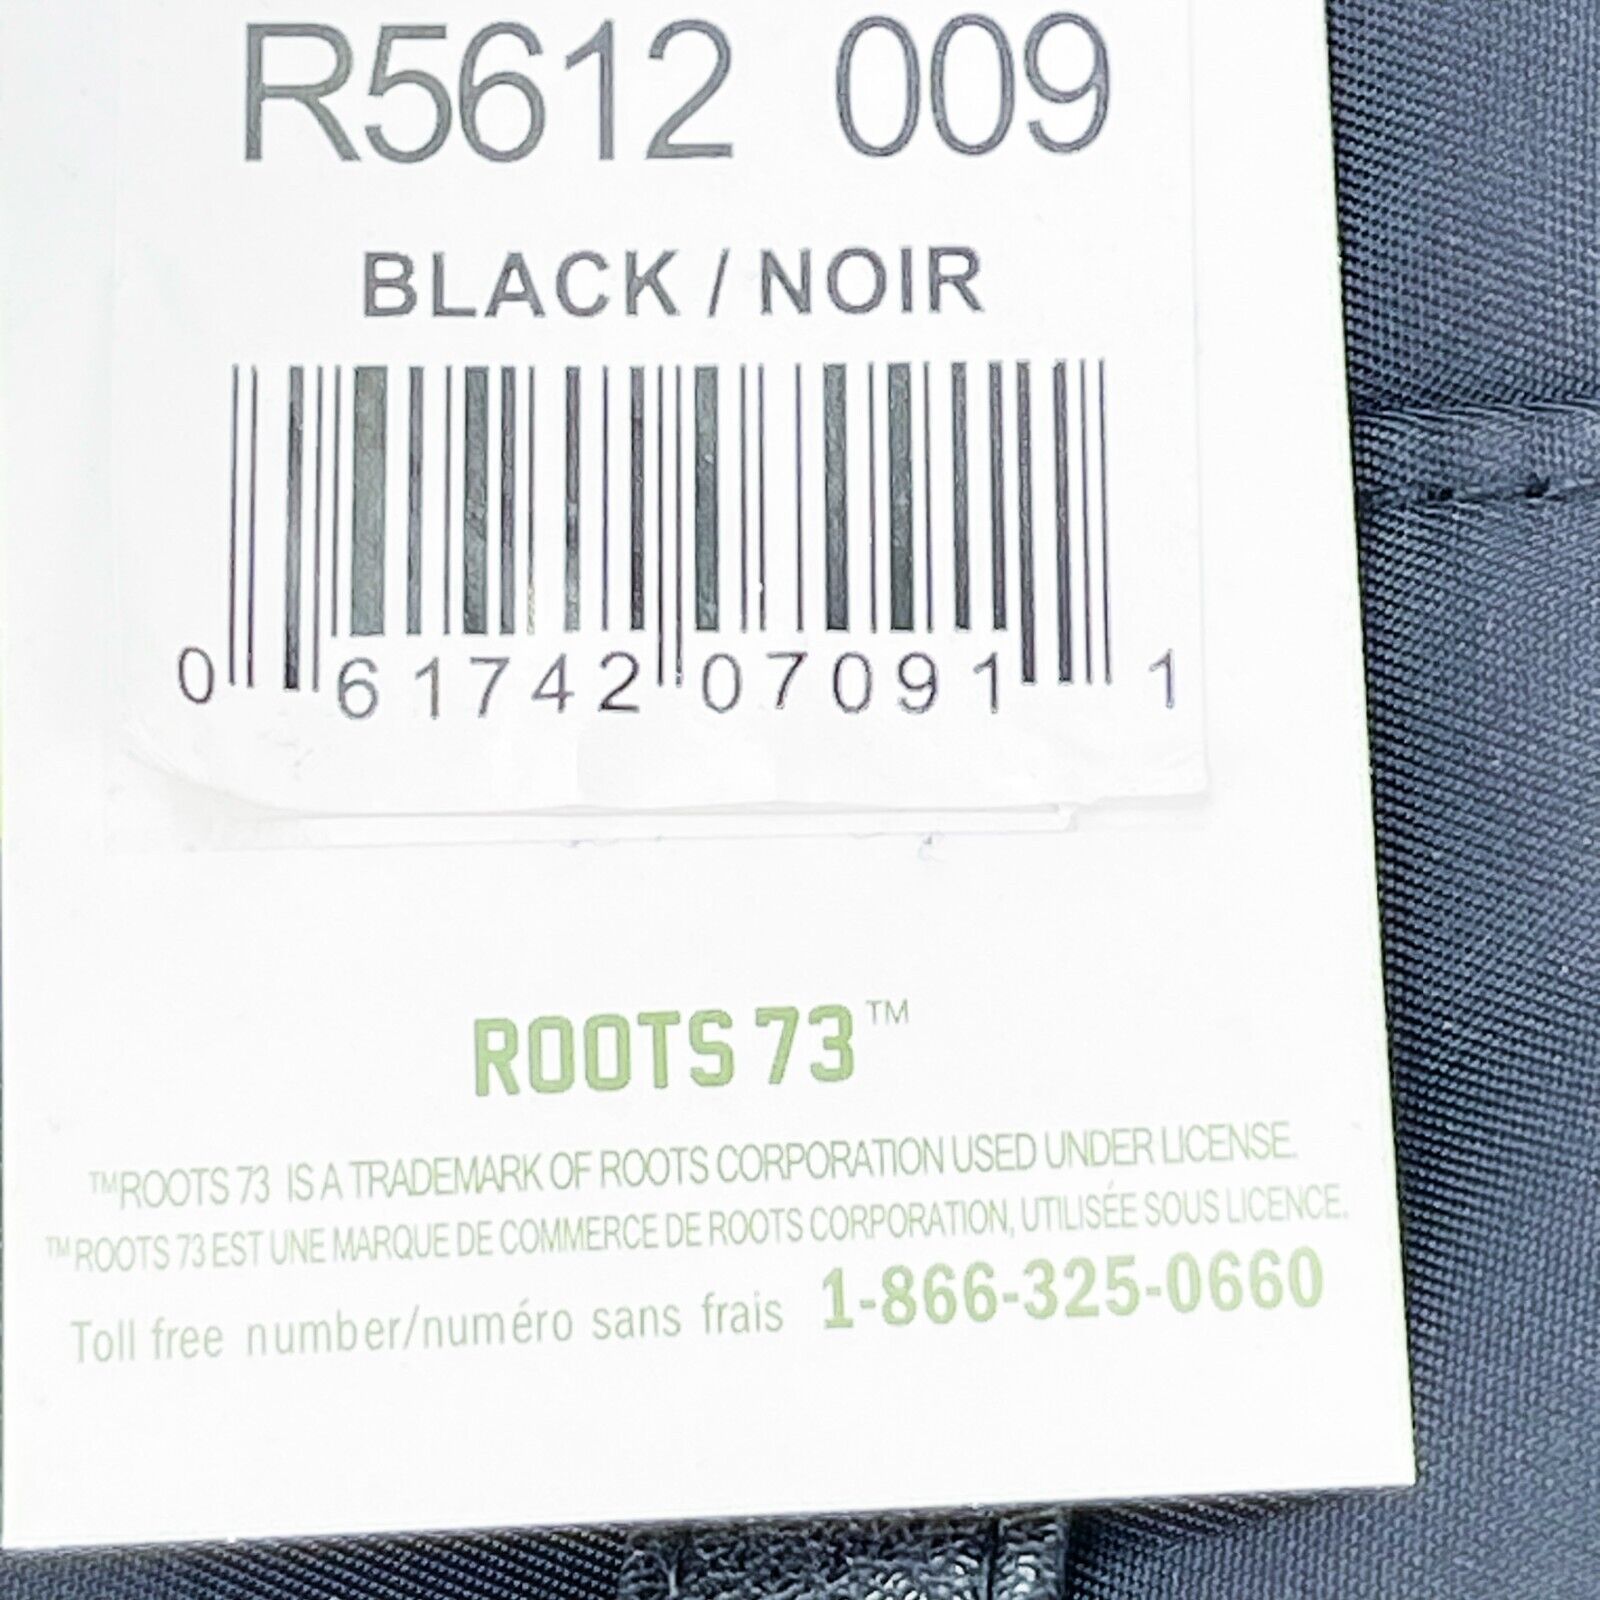 R5612 009
BLACK / NOIR
0 61742 07091 1
ROOTS 73™
™ROOTS 73 IS A TRADEMARK OF ROOTS CORPORATION USED UNDER LICENSE.
™ROOTS 73 EST UNE MARQUE DE COMMERCE DE ROOTS CORPORATION, UTILISÉE SOUS LICENCE.
Toll free number/numéro sans frais 1-866-325-0660